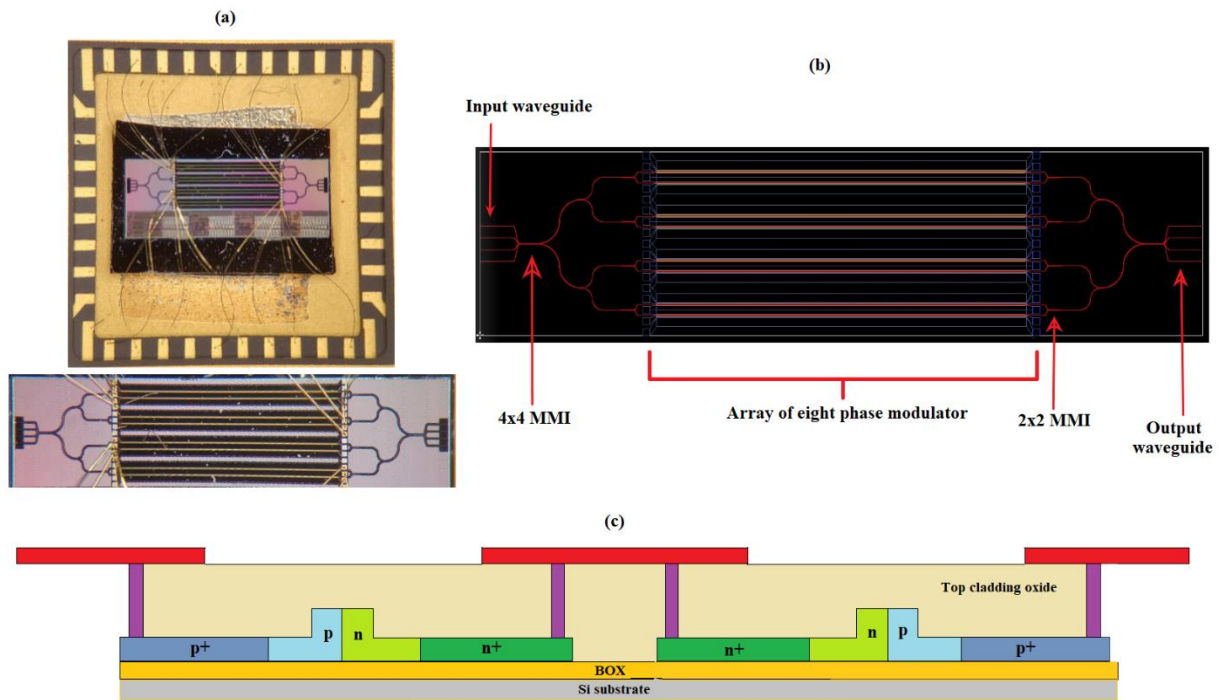 (a)
(b)
Input waveguide
4x4 MMI
Array of eight phase modulator
2x2 MMI
Output
waveguide
(c)
Top cladding oxide
p+
p
n
n+
n+
n
p
p+
BOX
Si substrate